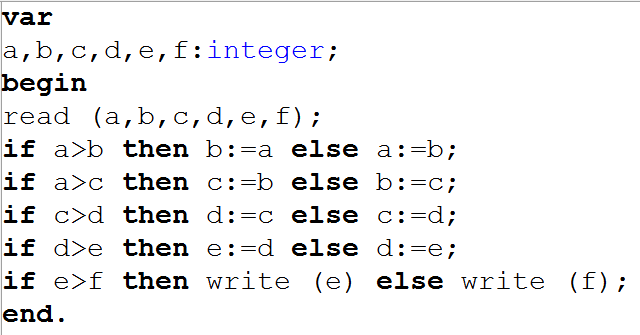 var
a,b,c,d,e,f:integer;
begin
read (a,b,c,d,e,f);
if a>b then b:=a else a:=b;
if a>c then c:=b else b:=c;
if c>d then d:=c else c:=d;
if d>e then e:=d else d:=e;
if e>f then write (e) else write (f);
end.